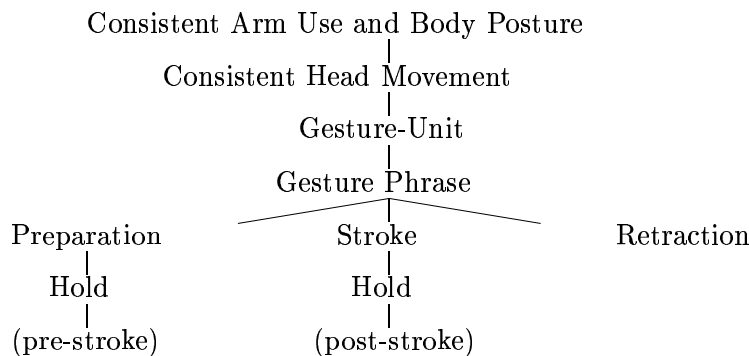 Consistent Arm Use and Body Posture
Consistent Head Movement
Gesture-Unit
Gesture Phrase
Preparation Stroke Retraction
Hold Hold
(pre-stroke) (post-stroke)